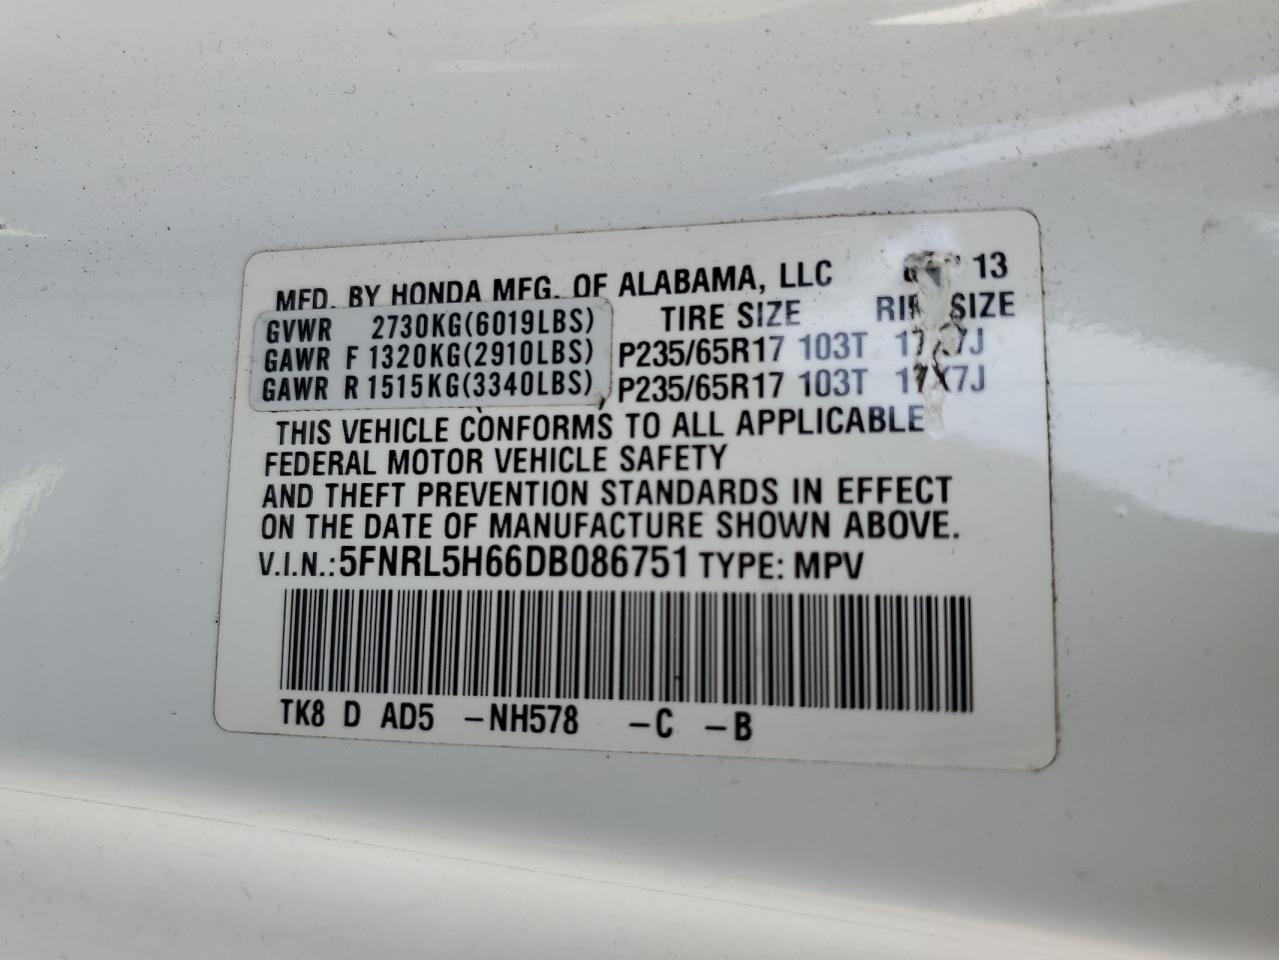 MFD. BY HONDA MFG. OF ALABAMA, LLC 13
GVWR 2730KG(6019LBS) TIRE SIZE SIZE
GAWR F 1320KG(2910LBS) P235/65R17 103T 17X7J
GAWR R 1515KG(3340LBS) P235/65R17 103T 17X7J
THIS VEHICLE CONFORMS TO ALL APPLICABLE
FEDERAL MOTOR VEHICLE SAFETY
AND THEFT PREVENTION STANDARDS IN EFFECT
ON THE DATE OF MANUFACTURE SHOWN ABOVE.
V.I.N.: 5FNRL5H66DB086751 TYPE: MPV
TK8 D AD5 -NH578 -C -B